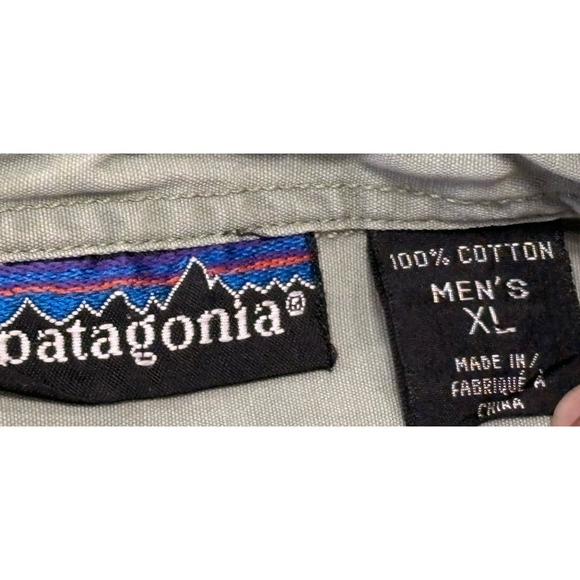 patagonia®
100% COTTON
MEN'S
XL
MADE IN/
FABRIQUÉ À
CHINA